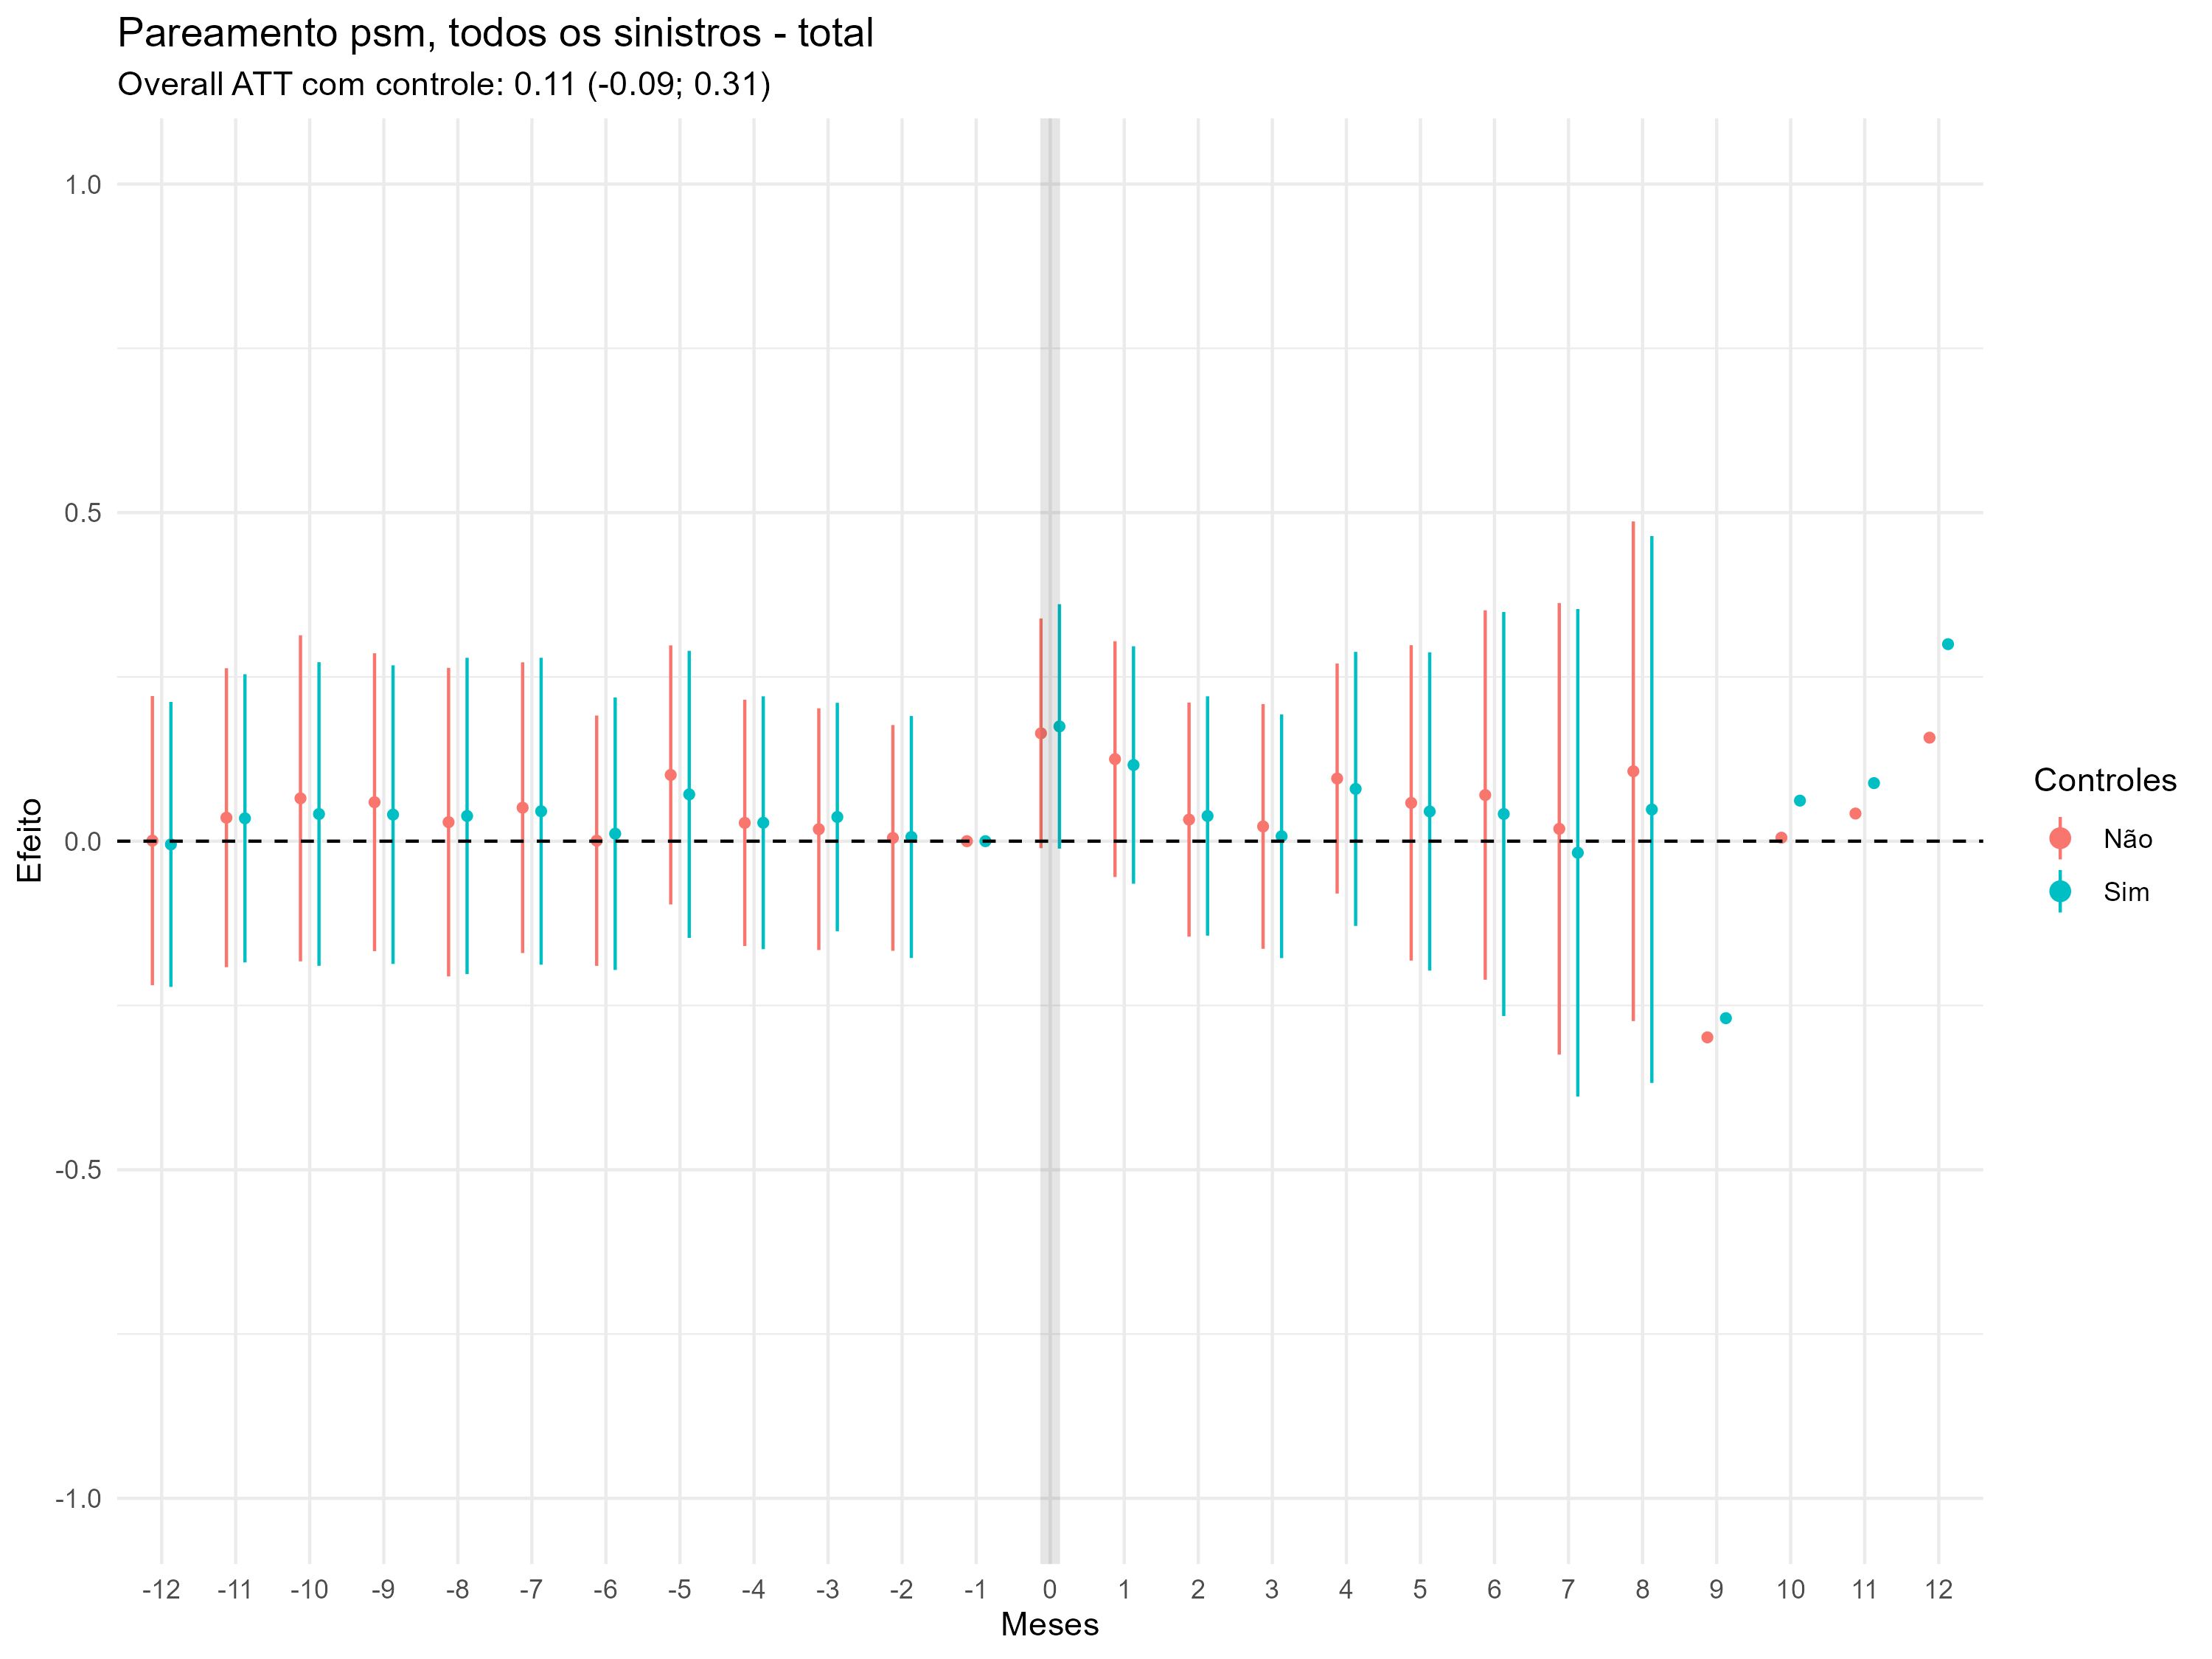 Pareamento psm, todos os sinistros - total
Overall ATT com controle: 0.11 (-0.09; 0.31)
1.0
0.5
0.0
-0.5
-1.0
Efeito
-12 -11 -10 -9 -8 -7 -6 -5 -4 -3 -2 -1 0 1 2 3 4 5 6 7 8 9 10 11 12
Meses
Controles
Não
Sim